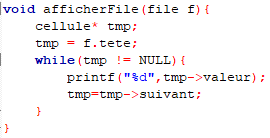 void afficherFile(file f){
cellule* tmp;
tmp = f.tete;
while(tmp != NULL){
printf("%d",tmp->valeur);
tmp=tmp->suivant;
}
}